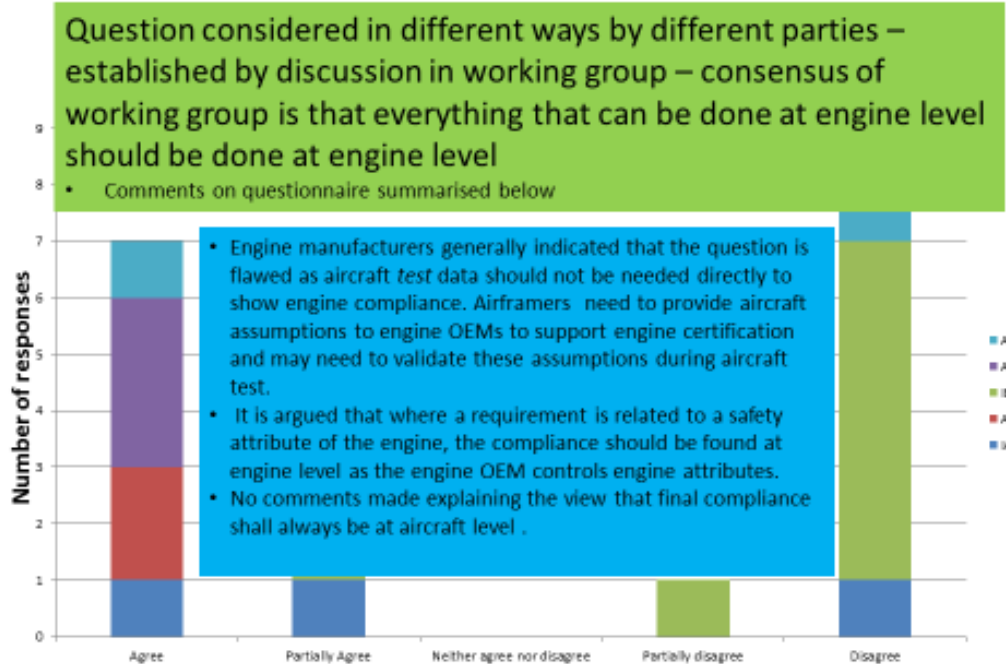 Question considered in different ways by different parties –
established by discussion in working group – consensus of
working group is that everything that can be done at engine level
should be done at engine level
• Comments on questionnaire summarised below
9
8
7
6
5
4
3
2
1
0
Number of responses
• Engine manufacturers generally indicated that the question is
flawed as aircraft test data should not be needed directly to
show engine compliance. Airframers need to provide aircraft
assumptions to engine OEMs to support engine certification
and may need to validate these assumptions during aircraft
test.
• It is argued that where a requirement is related to a safety
attribute of the engine, the compliance should be found at
engine level as the engine OEM controls engine attributes.
• No comments made explaining the view that final compliance
shall always be at aircraft level .
Agree
Partially Agree
Neither agree nor disagree
Partially disagree
Disagree